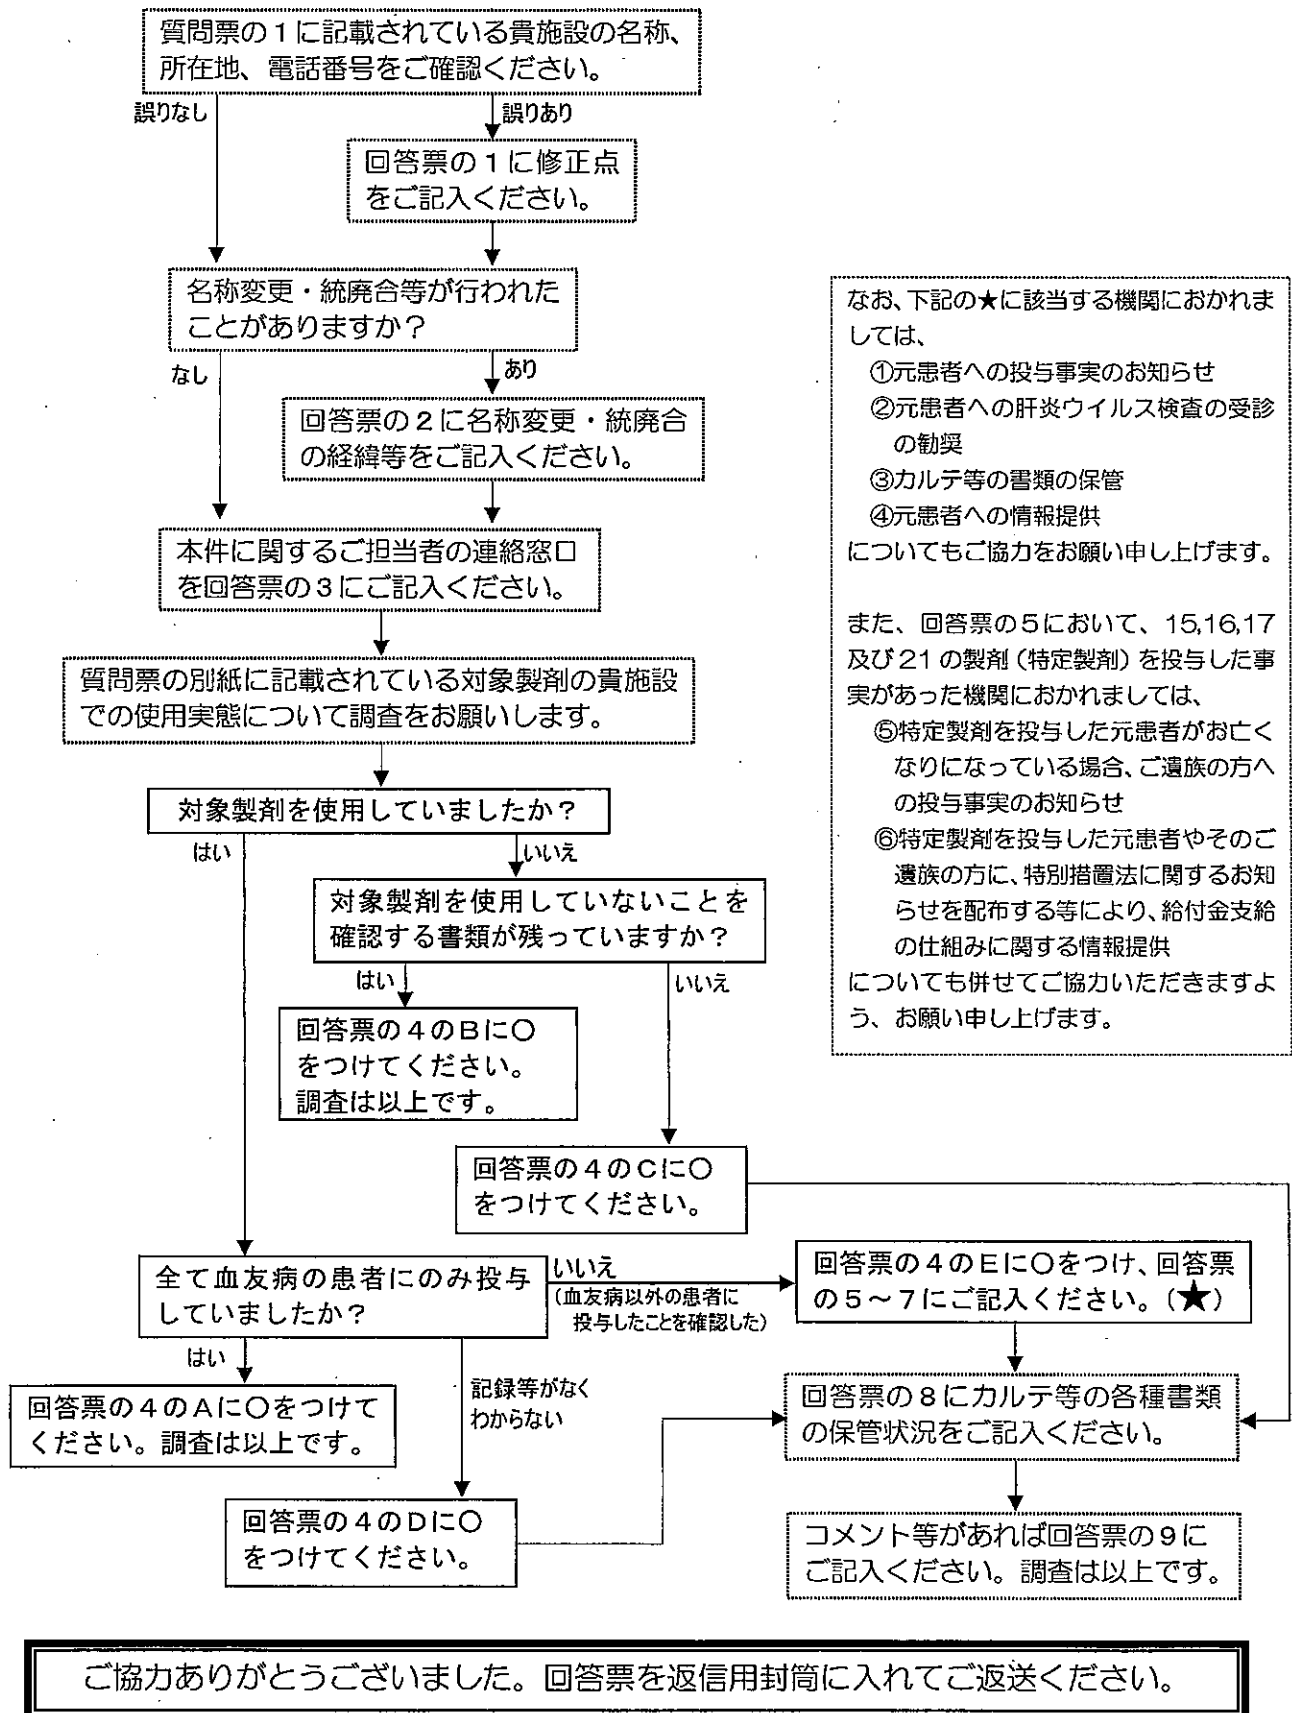 質問票の1に記載されている貴施設の名称、
所在地、電話番号をご確認ください。
誤りなし
誤りあり
回答票の1に修正点
をご記入ください。
名称変更・統廃合等が行われた
ことがありますか？
なし
あり
回答票の2に名称変更・統廃合
の経緯等をご記入ください。
本件に関するご担当者の連絡窓口
を回答票の3にご記入ください。
質問票の別紙に記載されている対象製剤の貴施設
での使用実態について調査をお願いします。
対象製剤を使用していましたか？
はい
いいえ
対象製剤を使用していないことを
確認する書類が残っていますか？
はい
いいえ
回答票の4のBに〇
をつけてください。
調査は以上です。
回答票の4のCに〇
をつけてください。
全て血友病の患者にのみ投与
していましたか？
いいえ
(血友病以外の患者に
投与したことを確認した)
回答票の4のEに〇をつけ、回答票
の5～7にご記入ください。(★)
はい
記録等がなく
わからない
回答票の4のAに〇をつけて
ください。調査は以上です。
回答票の8にカルテ等の各種書類
の保管状況をご記入ください。
回答票の4のDに〇
をつけてください。
コメント等があれば回答票の9に
ご記入ください。調査は以上です。
なお、下記の★に該当する機関におかれま
しては、
①元患者への投与事実のお知らせ
②元患者への肝炎ウイルス検査の受診
の勧奨
③カルテ等の書類の保管
④元患者への情報提供
についてもご協力をお願い申し上げます。
また、回答票の5において、15,16,17
及び21の製剤（特定製剤）を投与した事
実があった機関におかれましては、
⑤特定製剤を投与した元患者がお亡く
なりになっている場合、ご遺族の方へ
の投与事実のお知らせ
⑥特定製剤を投与した元患者やそのご
遺族の方に、特別措置法に関するお知
らせを配布する等により、給付金支給
の仕組みに関する情報提供
についても併せてご協力いただきますよ
う、お願い申し上げます。
ご協力ありがとうございました。回答票を返信用封筒に入れてご返送ください。